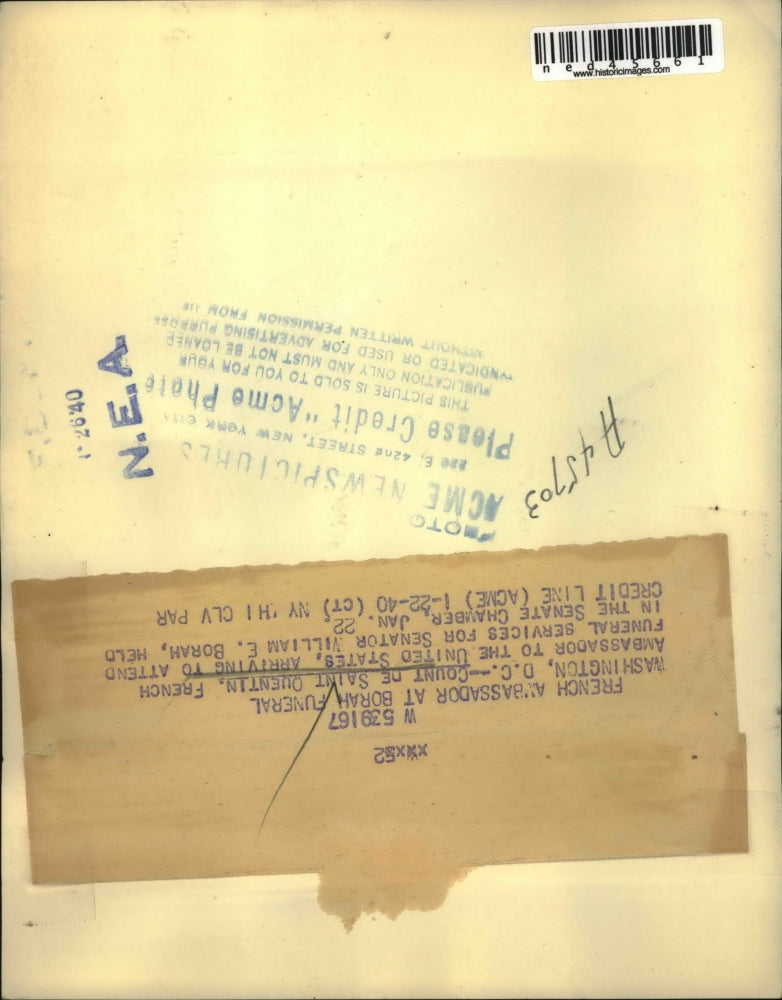 ned45661
www.historicimages.com
PHOTO
ACME NEWSPICTURES
220 E. 42nd STREET, NEW YORK CITY
Please Credit "Acme Photo
THIS PICTURE IS SOLD TO YOU FOR YOUR
PUBLICATION ONLY AND MUST NOT BE LOANED
SYNDICATED OR USED FOR ADVERTISING PURPOSE
WITHOUT WRITTEN PERMISSION FROM US
N.E.A.
2640
A45703
xxx52
W 539167
FRENCH AMBASSADOR AT BORAH FUNERAL
WASHINGTON, D.C.--COUNT DE SAINT QUENTIN, FRENCH
AMBASSADOR TO THE UNITED STATES, ARRIVING TO ATTEND
FUNERAL SERVICES FOR SENATOR WILLIAM E. BORAH, HELD
IN THE SENATE CHAMBER, JAN. 22.
CREDIT LINE (ACME) 1-22-40 (CT) NY CHI CLV PAR